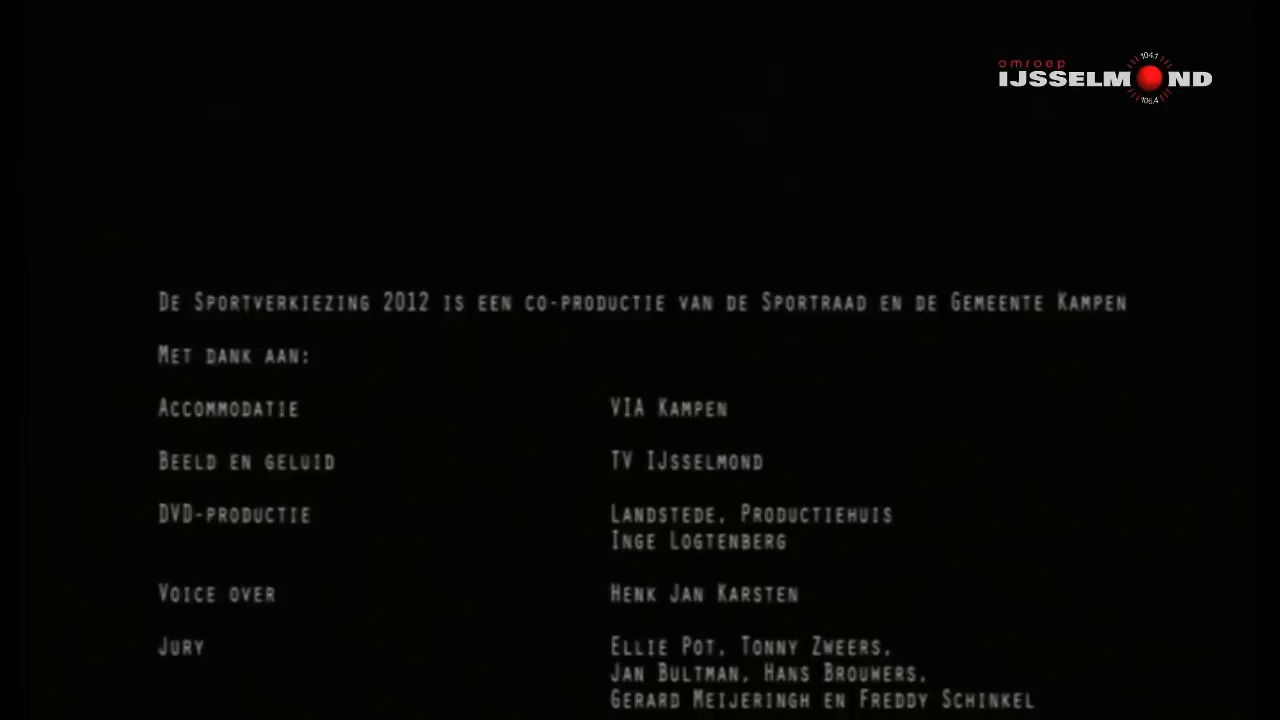 omroep
104.1
IJSSELMOND
106.4
De Sportverkiezing 2012 is een co-productie van de Sportraad en de Gemeente Kampen
Met dank aan:
Accommodatie VIA Kampen
Beeld en geluid TV IJsselmond
DVD-productie Landstede, Productiehuis
Inge Logtenberg
Voice over Henk Jan Karsten
Jury Ellie Pot, Tonny Zweers,
Jan Bultman, Hans Brouwers,
Gerard Meijeringh en Freddy Schinkel